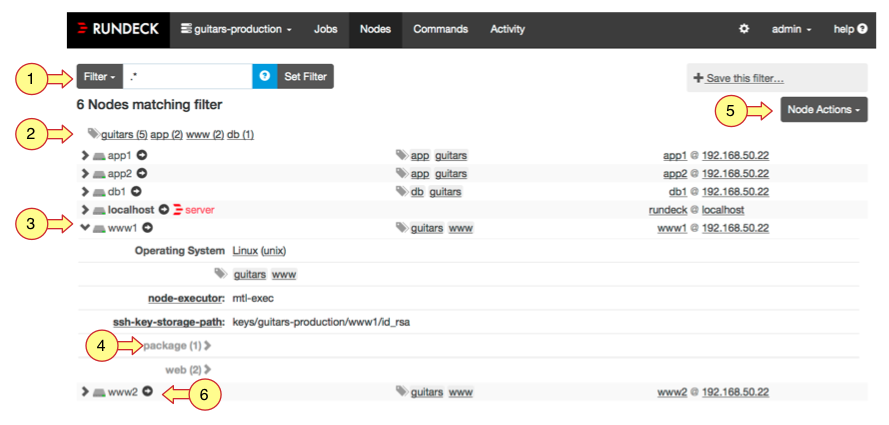 RUNDECK guitars-production Jobs Nodes Commands Activity admin help ?
1 Filter .* ? Set Filter + Save this filter...
6 Nodes matching filter
5 Node Actions
2 guitars (5) app (2) www (2) db (1)
app1 app guitars app1 @ 192.168.50.22
app2 app guitars app2 @ 192.168.50.22
db1 db guitars db1 @ 192.168.50.22
localhost server rundeck @ localhost
3 www1 guitars www www1 @ 192.168.50.22
Operating System Linux (unix)
guitars www
node-executor: mtl-exec
ssh-key-storage-path: keys/guitars-production/www1/id_rsa
4 package (1)
web (2)
www2 6 guitars www www2 @ 192.168.50.22